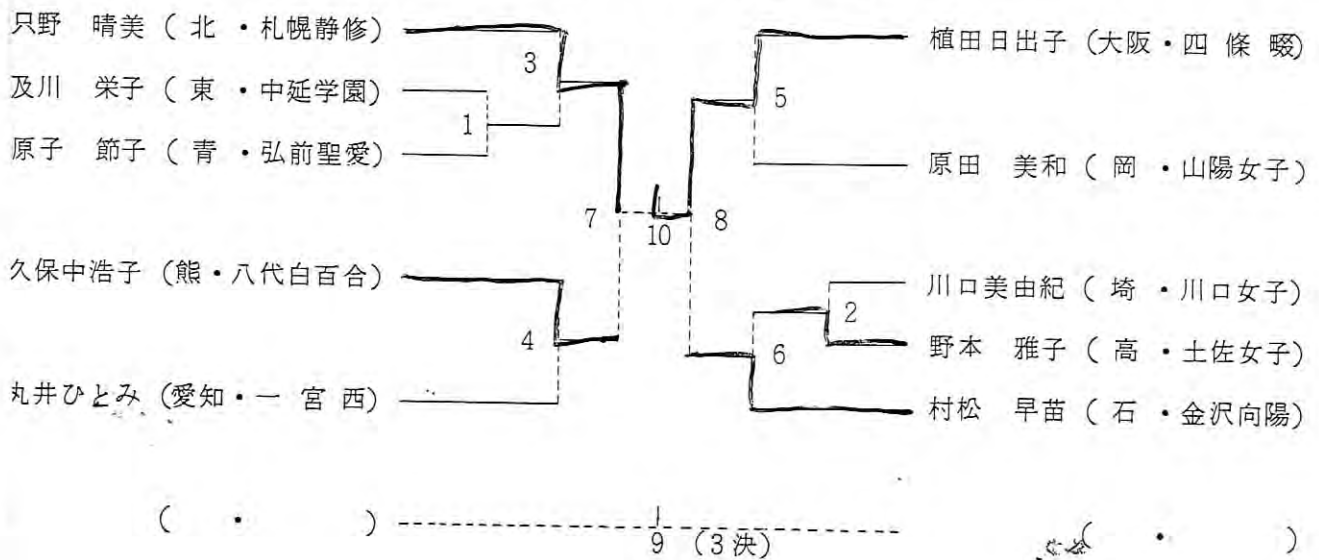 只野 晴美 ( 北 ・札幌静修)
及川 栄子 ( 東 ・中延学園)
原子 節子 ( 青 ・弘前聖愛)
久保中浩子 (熊・八代白百合)
丸井ひとみ (愛知・一 宮 西)
3
1
7
4
10
8
5
2
6
植田日出子 (大阪・四 條 畷)
原田 美和 ( 岡 ・山陽女子)
川口美由紀 ( 埼 ・川口女子)
野本 雅子 ( 高 ・土佐女子)
村松 早苗 ( 石 ・金沢向陽)
( ・ )
9 (3決)
( ・ )